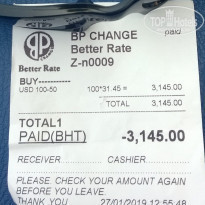 TopHotels
BP
BP CHANGE
paid
Better Rate
Better Rate
Z-n0009
BUY-----------
USD 100-50 100*31.45 = 3,145.00
TOTAL 3,145.00
TOTAL1
PAID(BHT) -3,145.00
RECEIVER CASHIER
PLEASE CHECK YOUR AMOUNT AGAIN
BEFORE YOU LEAVE.
THANK YOU 27/01/2019 12:55:48